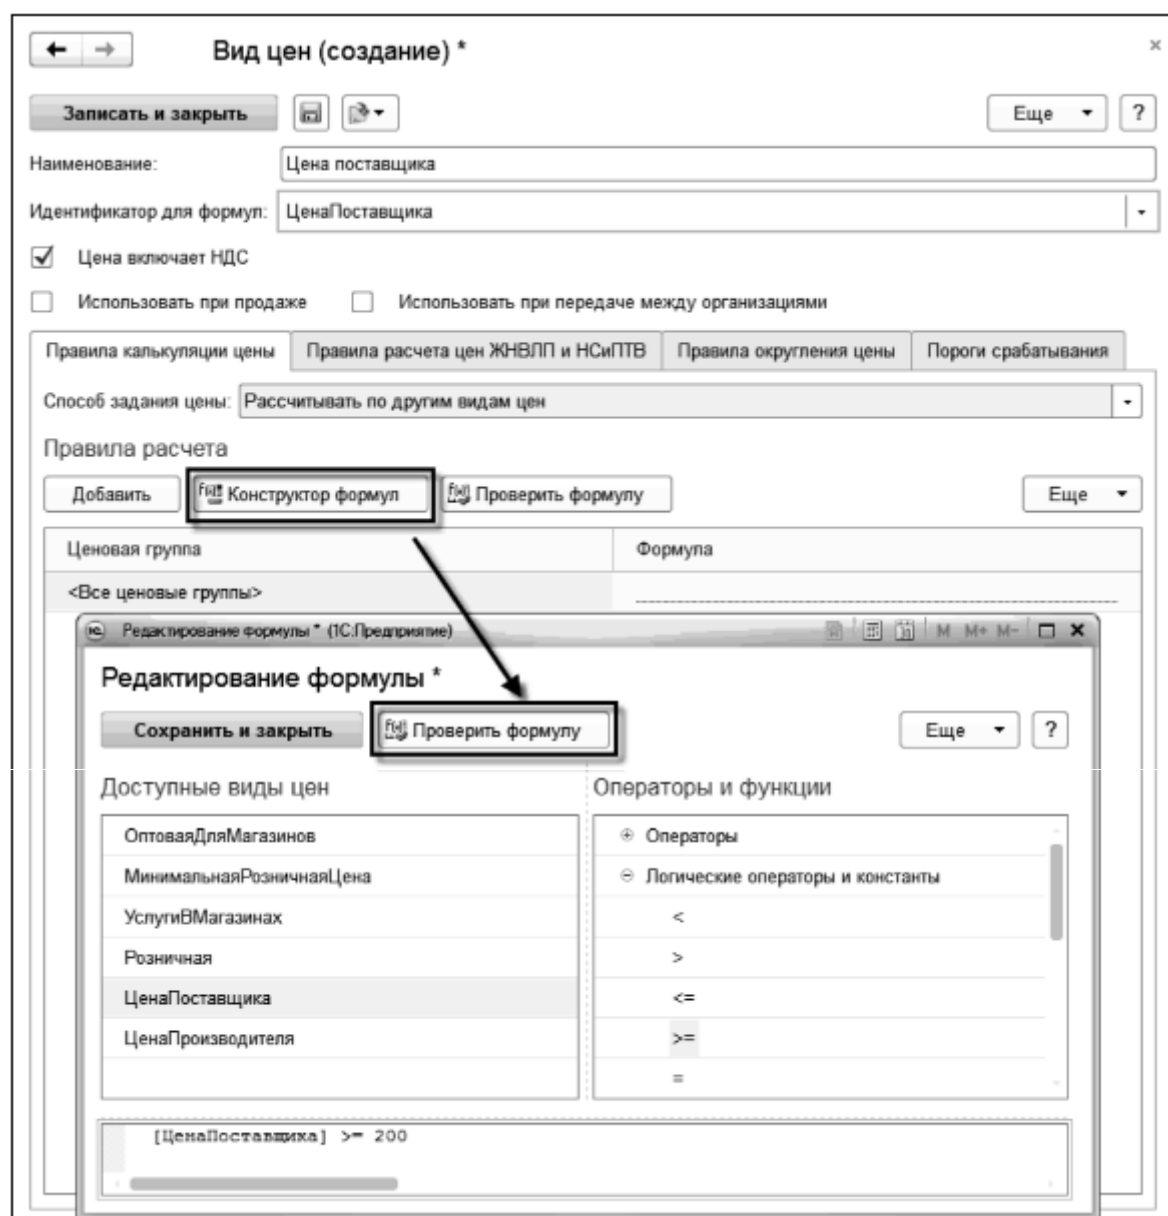 Вид цен (создание) *
×
Записать и закрыть
Еще
?
Наименование: Цена поставщика
Идентификатор для формул: ЦенаПоставщика
Цена включает НДС
Использовать при продаже Использовать при передаче между организациями
Правила калькуляции цены Правила расчета цен ЖНВЛП и НСиПТВ Правила округления цены Пороги срабатывания
Способ задания цены: Рассчитывать по другим видам цен
Правила расчета
Добавить Конструктор формул Проверить формулу Еще
Ценовая группа Формула
<Все ценовые группы>
Редактирование формулы * (1С:Предприятие) M M+ M-
Редактирование формулы *
Сохранить и закрыть Проверить формулу Еще ?
Доступные виды цен Операторы и функции
ОптоваяДляМагазинов Операторы
МинимальнаяРозничнаяЦена Логические операторы и константы
УслугиВМагазинах <
Розничная >
ЦенаПоставщика <=
ЦенаПроизводителя >=
=
[ЦенаПоставщика] >= 200